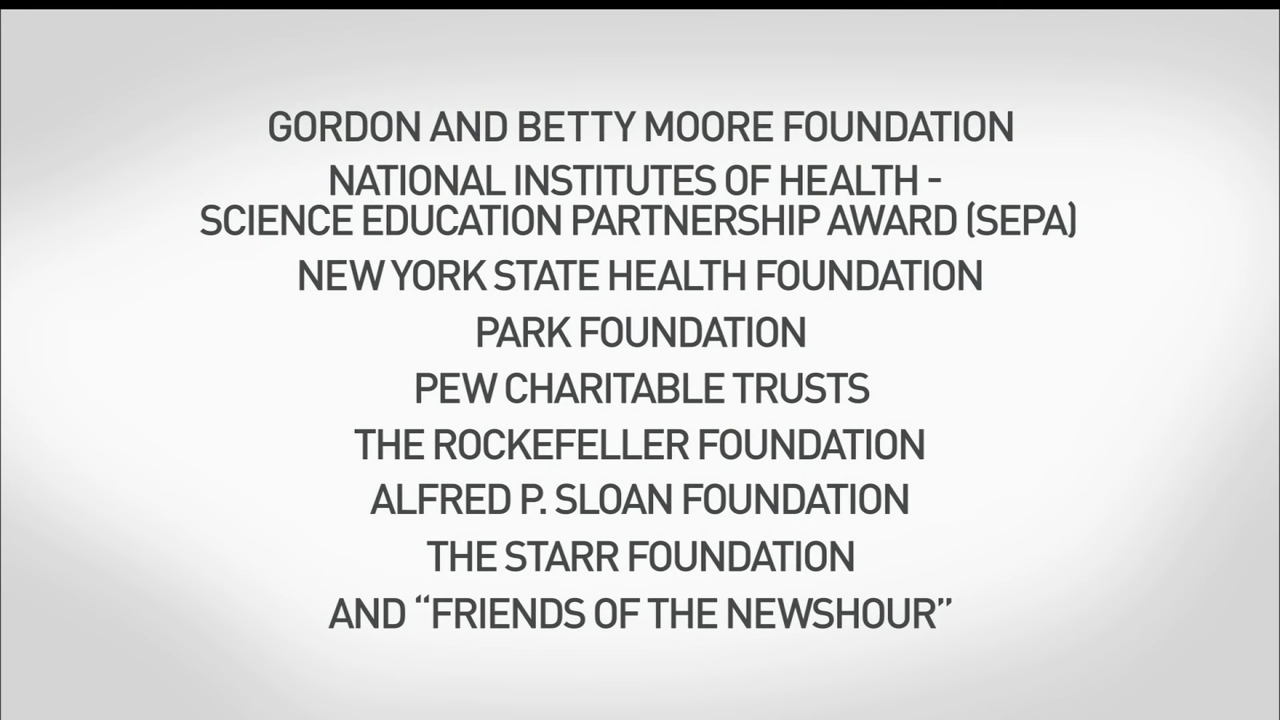 GORDON AND BETTY MOORE FOUNDATION
NATIONAL INSTITUTES OF HEALTH -
SCIENCE EDUCATION PARTNERSHIP AWARD (SEPA)
NEW YORK STATE HEALTH FOUNDATION
PARK FOUNDATION
PEW CHARITABLE TRUSTS
THE ROCKEFELLER FOUNDATION
ALFRED P. SLOAN FOUNDATION
THE STARR FOUNDATION
AND “FRIENDS OF THE NEWSHOUR”